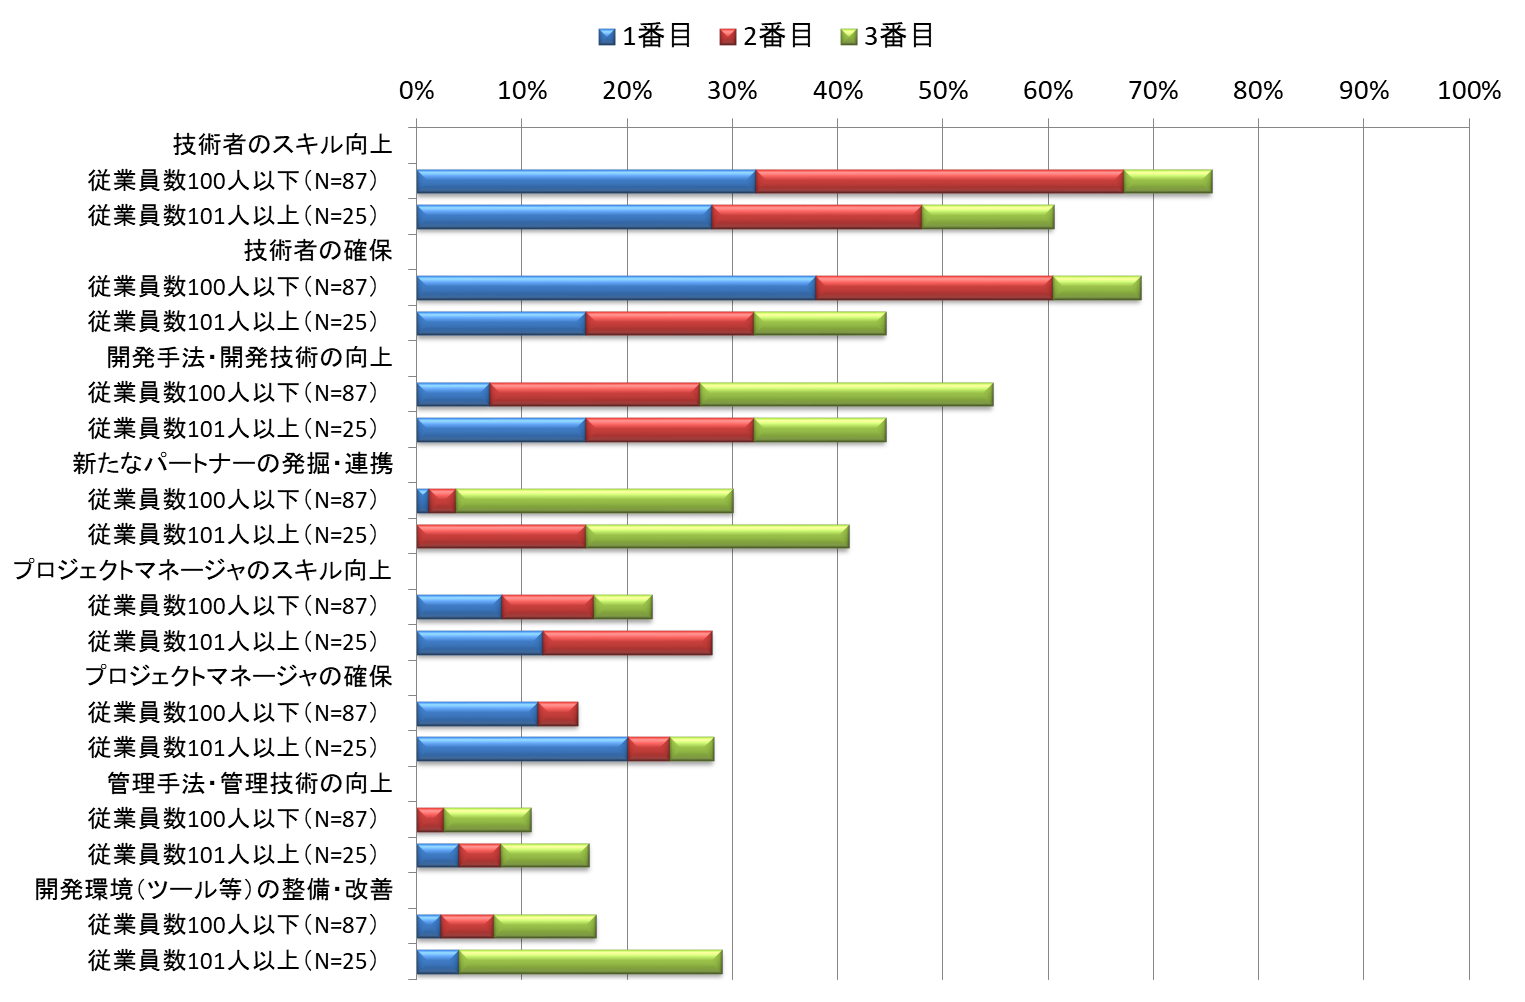 1番目 2番目 3番目
0% 10% 20% 30% 40% 50% 60% 70% 80% 90% 100%
技術者のスキル向上
従業員数100人以下(N=87)
従業員数101人以上(N=25)
技術者の確保
従業員数100人以下(N=87)
従業員数101人以上(N=25)
開発手法・開発技術の向上
従業員数100人以下(N=87)
従業員数101人以上(N=25)
新たなパートナーの発掘・連携
従業員数100人以下(N=87)
従業員数101人以上(N=25)
プロジェクトマネージャのスキル向上
従業員数100人以下(N=87)
従業員数101人以上(N=25)
プロジェクトマネージャの確保
従業員数100人以下(N=87)
従業員数101人以上(N=25)
管理手法・管理技術の向上
従業員数100人以下(N=87)
従業員数101人以上(N=25)
開発環境(ツール等)の整備・改善
従業員数100人以下(N=87)
従業員数101人以上(N=25)